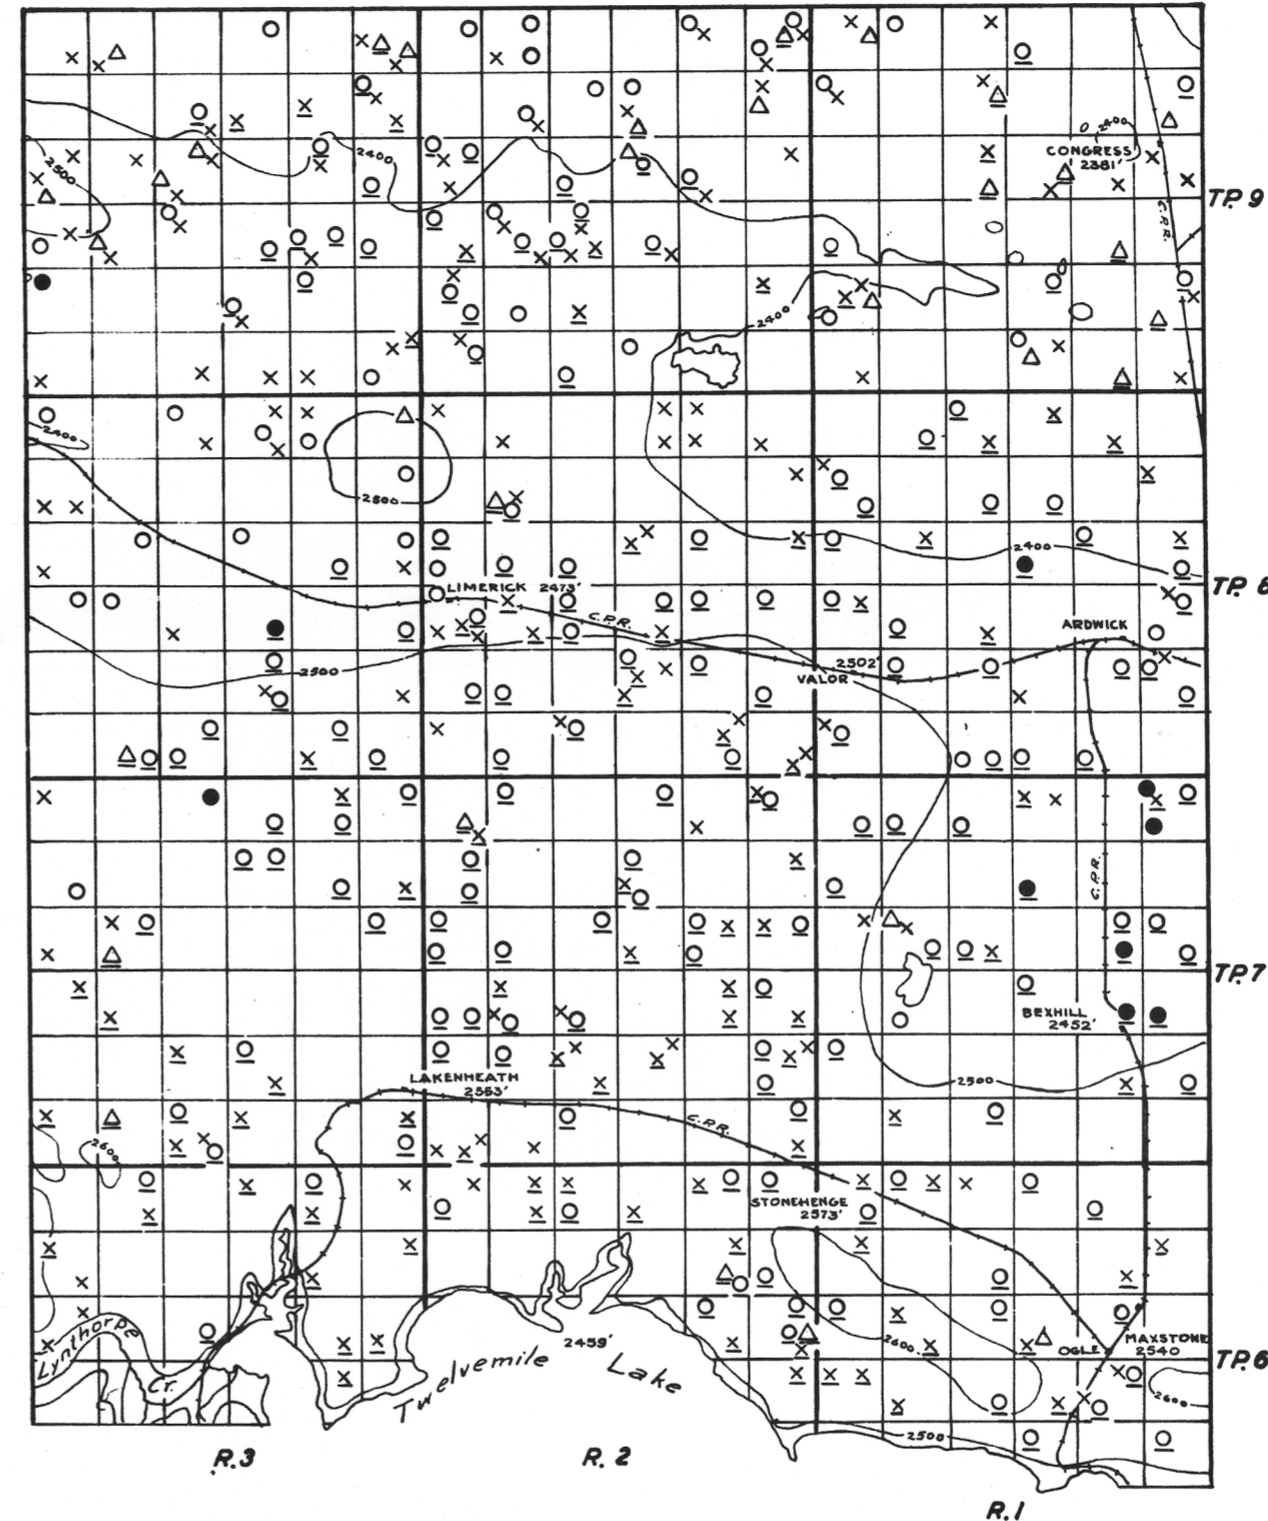 2400
CONGRESS
2381'
2400
2500
C.P.R.
TP. 9
2400
2400
2500
2400
TP. 8
LIMERICK 2473'
C.P.R.
ARDWICK
2502'
VALOR
2500
C.P.R.
TP. 7
BEXHILL
2452'
LAKENHEATH
2553'
2500
C.P.R.
2600
STONEHENGE
2573'
Lynthorpe
Cr.
2459'
Twelvemile Lake
2600
OGLE
MAXSTONE
2540
TP. 6
2600
2500
R. 3
R. 2
R. 1